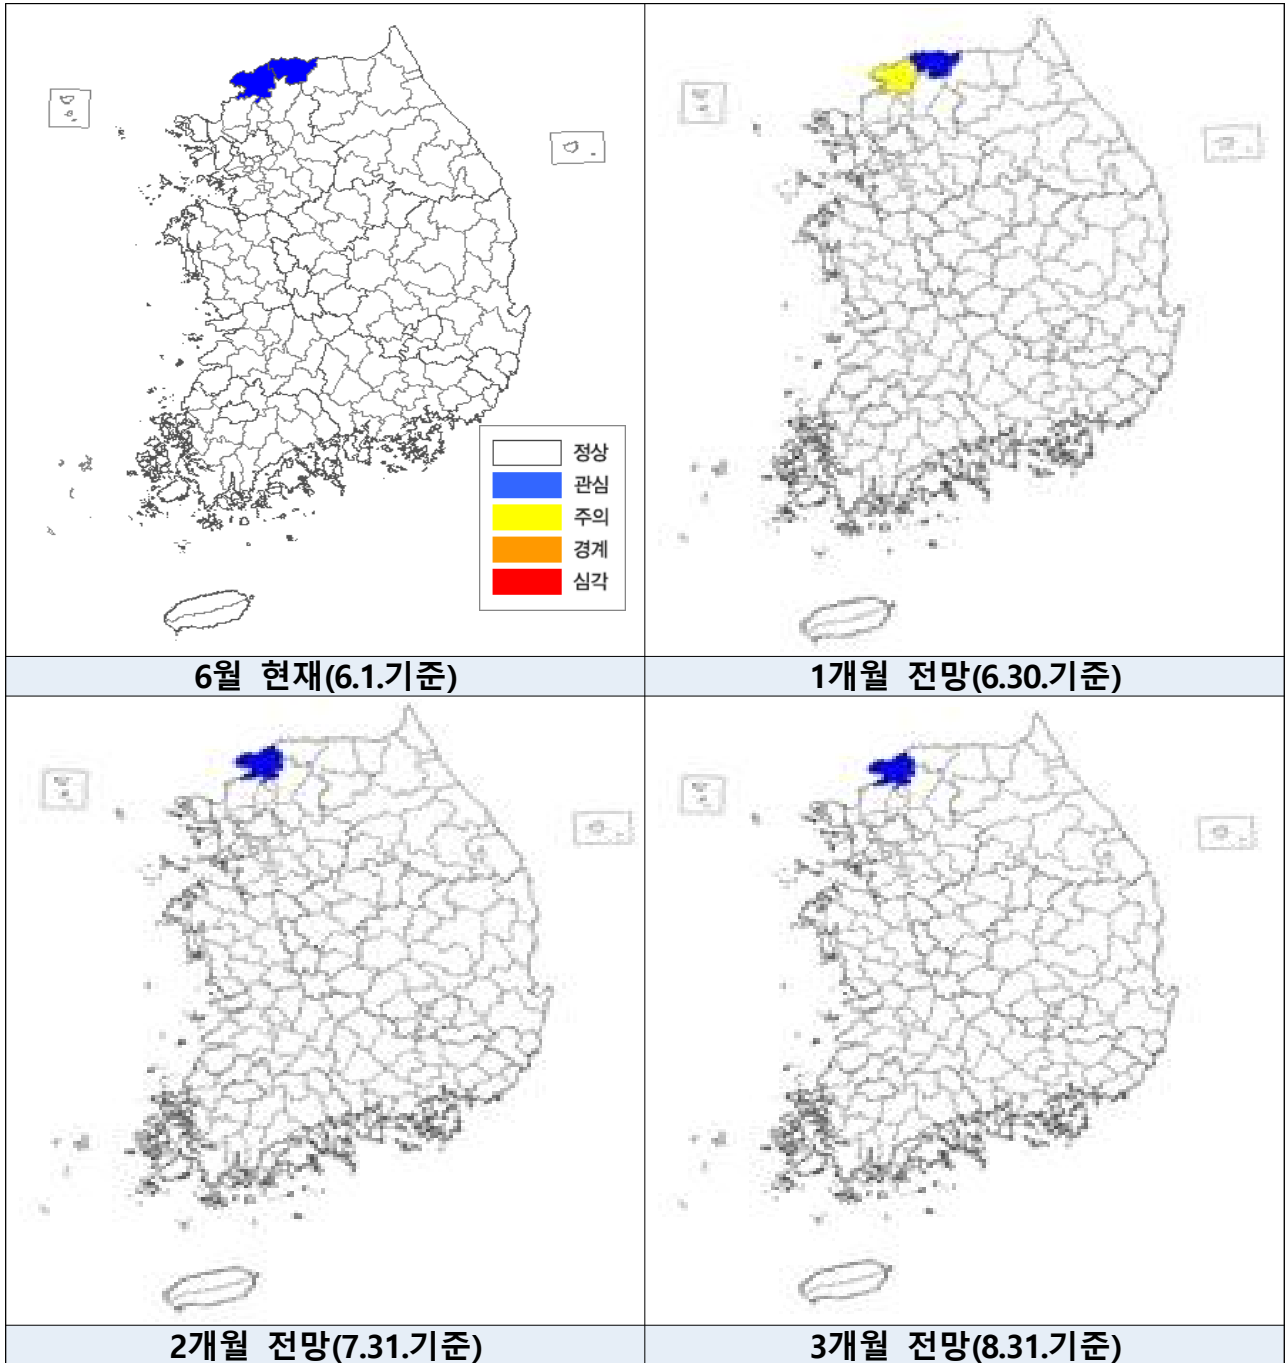 정상
관심
주의
경계
심각
6월 현재(6.1.기준)
1개월 전망(6.30.기준)
2개월 전망(7.31.기준)
3개월 전망(8.31.기준)